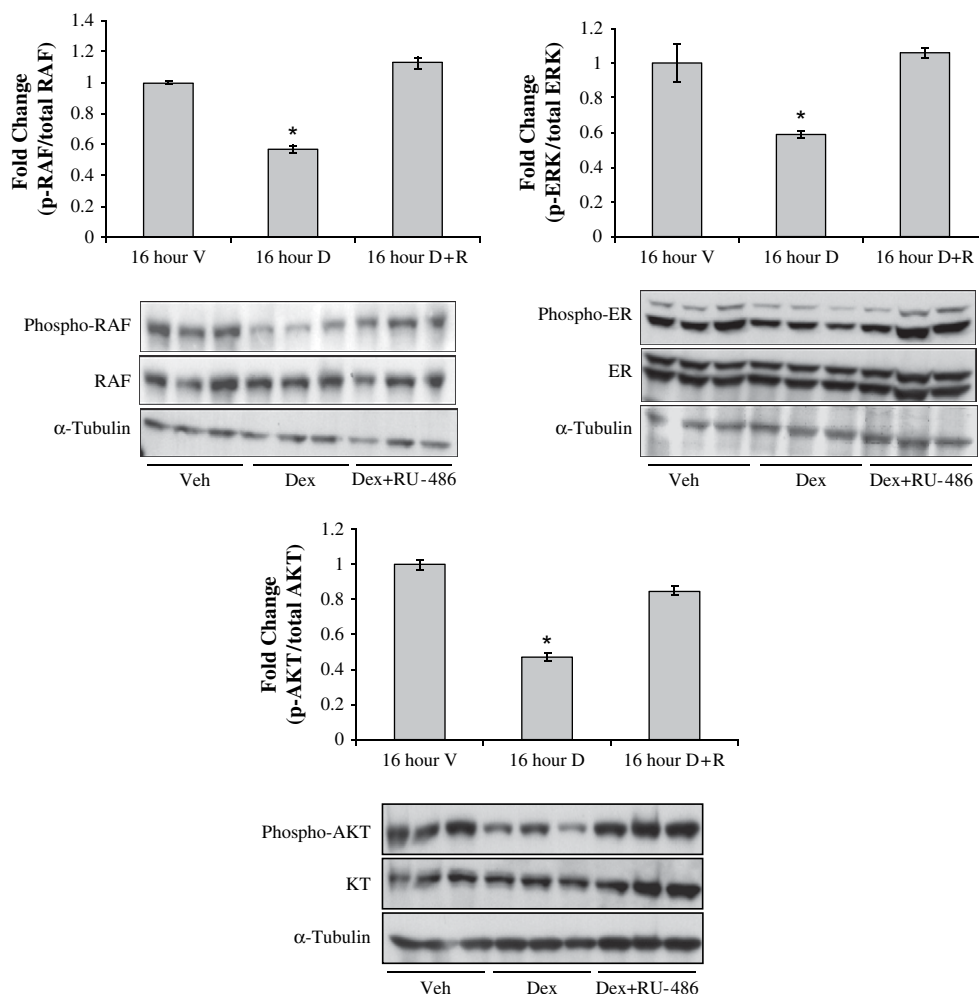 Fold Change
(p-RAF/total RAF)
1.4
1.2
1
0.8
0.6
0.4
0.2
0
*
16 hour V
16 hour D
16 hour D+R
Phospho-RAF
RAF
α-Tubulin
Veh
Dex
Dex+RU-486
Fold Change
(p-ERK/total ERK)
1.2
1
0.8
0.6
0.4
0.2
0
*
16 hour V
16 hour D
16 hour D+R
Phospho-ER
ER
α-Tubulin
Veh
Dex
Dex+RU-486
Fold Change
(p-AKT/total AKT)
1.2
1
0.8
0.6
0.4
0.2
0
*
16 hour V
16 hour D
16 hour D+R
Phospho-AKT
KT
α-Tubulin
Veh
Dex
Dex+RU-486